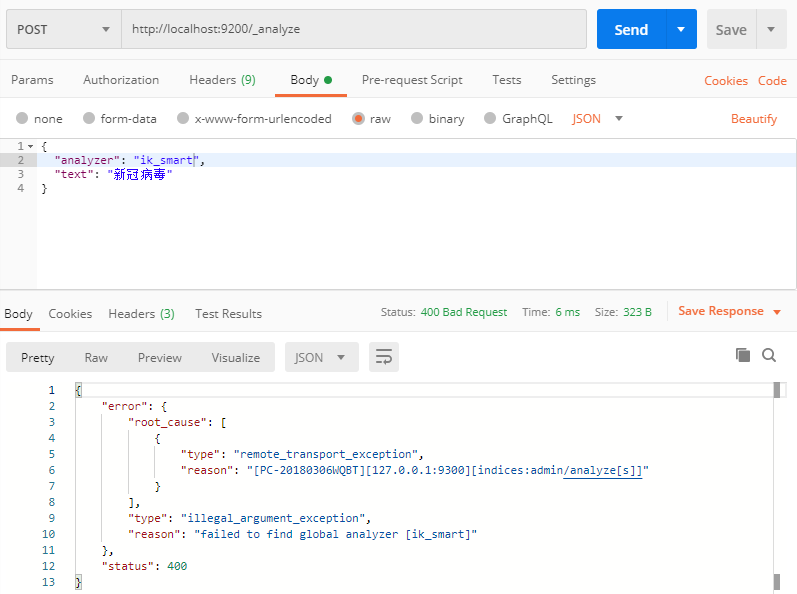 POST http://localhost:9200/_analyze Send Save
Params Authorization Headers (9) Body Pre-request Script Tests Settings Cookies Code
none form-data x-www-form-urlencoded raw binary GraphQL JSON Beautify
1 {
2 "analyzer": "ik_smart",
3 "text": "新冠病毒"
4 }
Body Cookies Headers (3) Test Results Status: 400 Bad Request Time: 6 ms Size: 323 B Save Response
Pretty Raw Preview Visualize JSON
1 {
2 "error": {
3 "root_cause": [
4 {
5 "type": "remote_transport_exception",
6 "reason": "[PC-20180306WQBT][127.0.0.1:9300][indices:admin/analyze[s]]"
7 }
8 ],
9 "type": "illegal_argument_exception",
10 "reason": "failed to find global analyzer [ik_smart]"
11 },
12 "status": 400
13 }